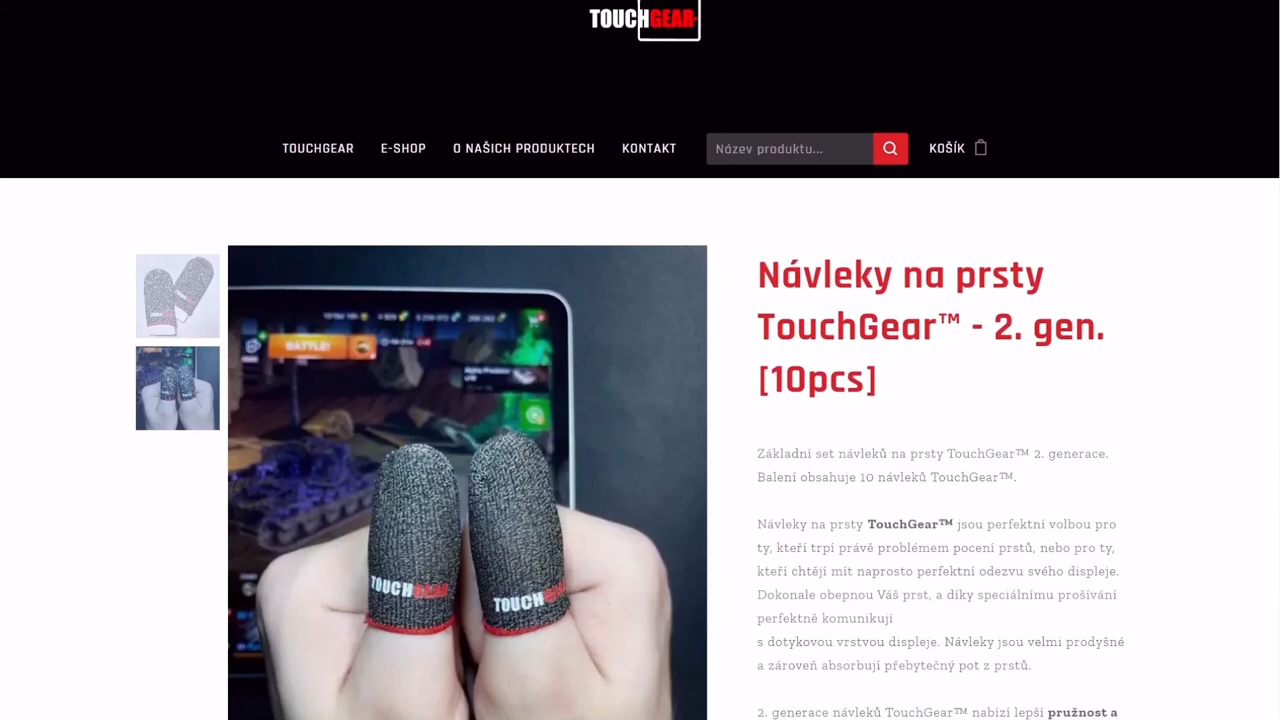 TOUCHGEAR
TOUCHGEAR
E-SHOP
O NAŠICH PRODUKTECH
KONTAKT
Název produktu...
KOŠÍK
BATTLE!
TOUCHGEAR
TOUCH
Návleky na prsty
TouchGear™ - 2. gen.
[10pcs]
Základní set návleků na prsty TouchGear™ 2. generace.
Balení obsahuje 10 návleků TouchGear™.
Návleky na prsty TouchGear™ jsou perfektní volbou pro
ty, kteří trpí právě problémem pocení prstů, nebo pro ty,
kteří chtějí mít naprosto perfektní odezvu svého displeje.
Dokonale obepnou Váš prst, a díky speciálnímu prošívání
perfektně komunikují
s dotykovou vrstvou displeje. Návleky jsou velmi prodyšné
a zároveň absorbují přebytečný pot z prstů.
2. generace návleků TouchGear™ nabízí lepší pružnost a